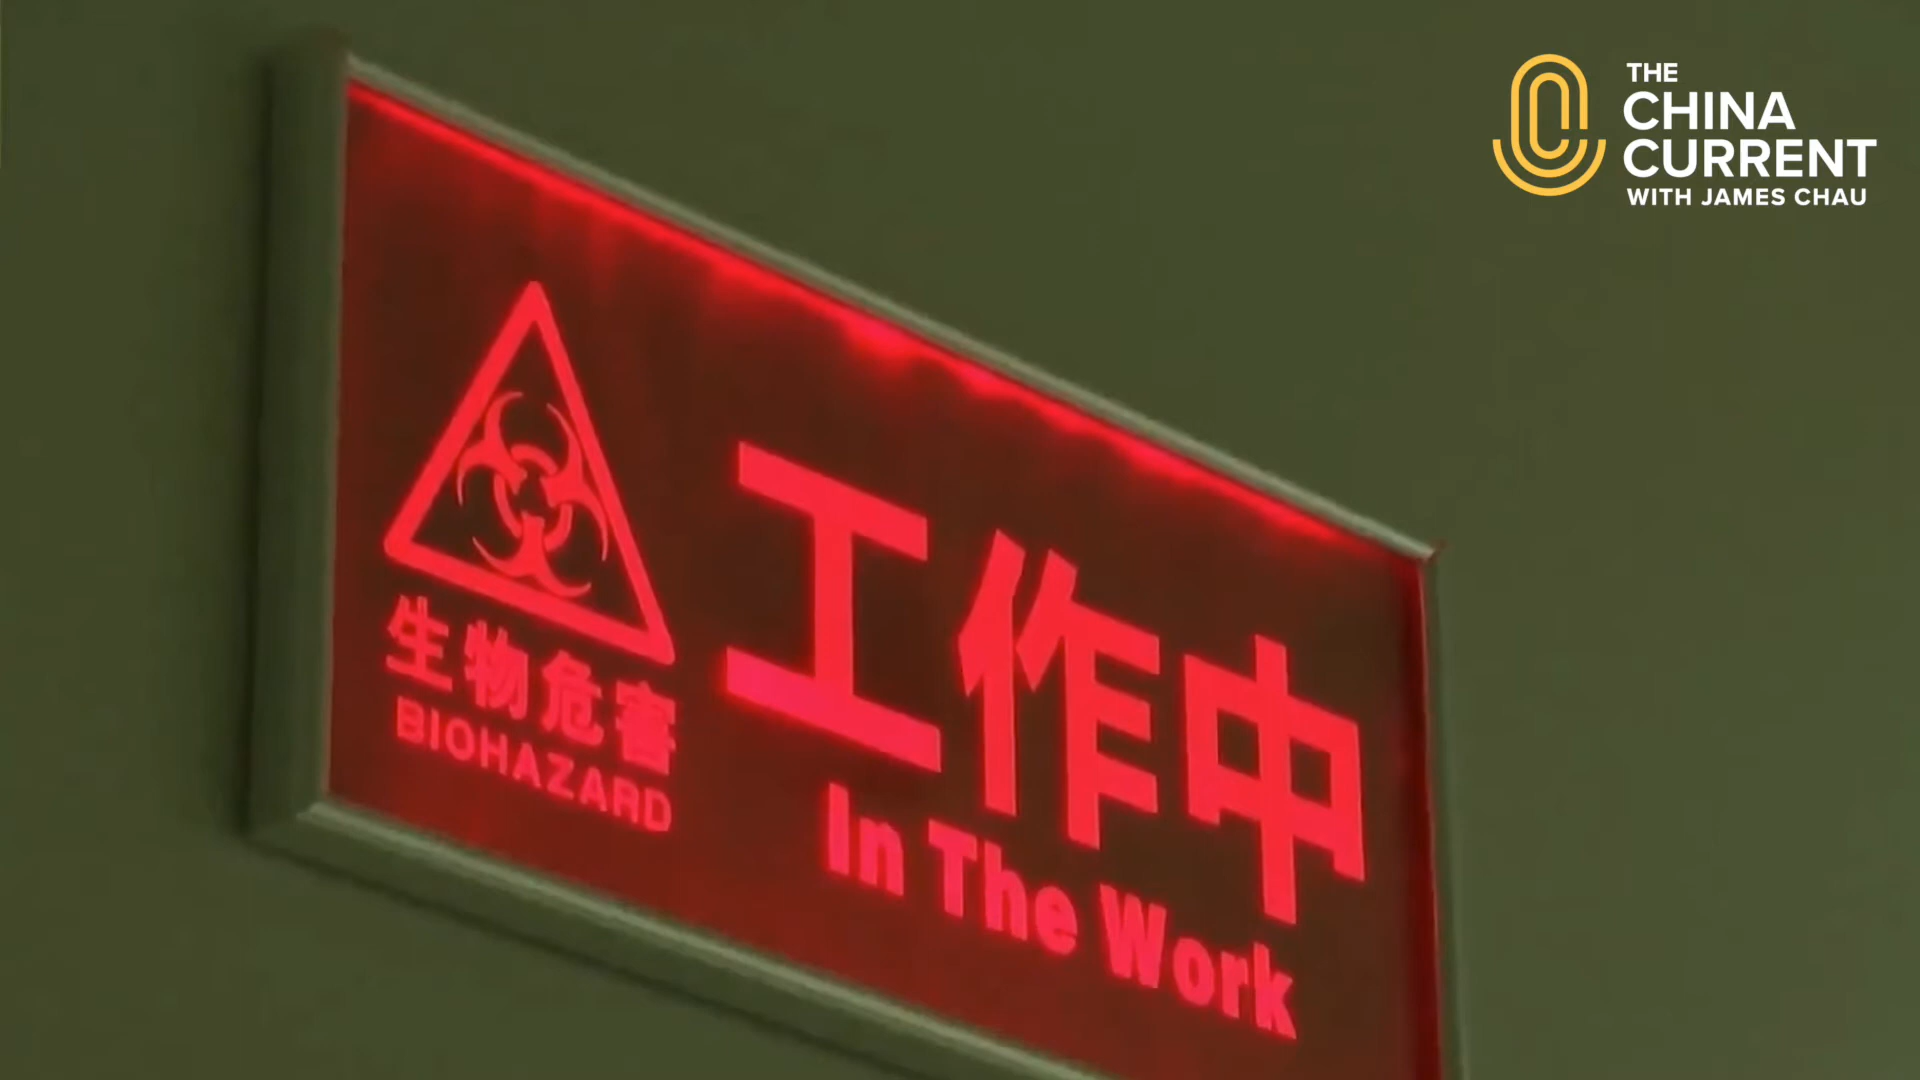 THE
CHINA
CURRENT
WITH JAMES CHAU
工作中
In The Work
生物危害
BIOHAZARD